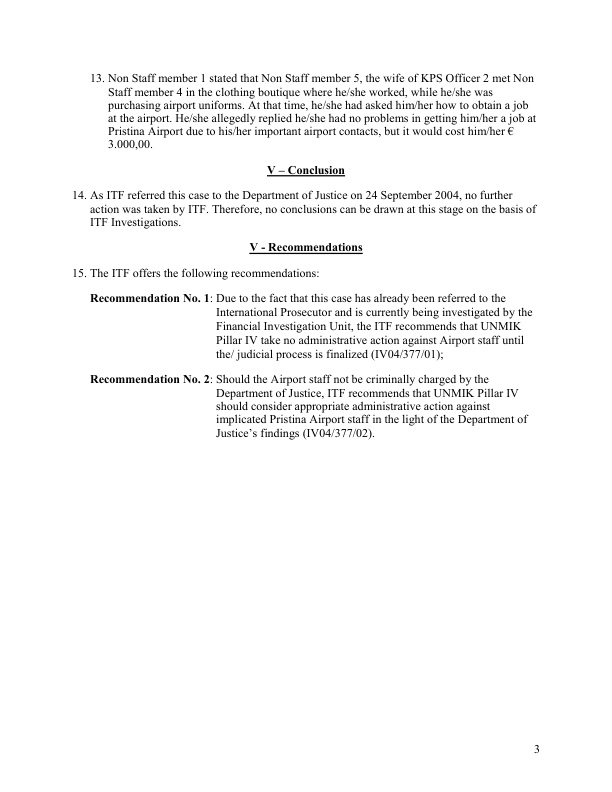 13. Non Staff member 1 stated that Non Staff member 5, the wife of KPS Officer 2 met Non
Staff member 4 in the clothing boutique where he/she worked, while he/she was
purchasing airport uniforms. At that time, he/she had asked him/her how to obtain a job
at the airport. He/she allegedly replied he/she had no problems in getting him/her a job at
Pristina Airport due to his/her important airport contacts, but it would cost him/her €
3.000,00.
V – Conclusion
14. As ITF referred this case to the Department of Justice on 24 September 2004, no further
action was taken by ITF. Therefore, no conclusions can be drawn at this stage on the basis of
ITF Investigations.
V - Recommendations
15. The ITF offers the following recommendations:
Recommendation No. 1: Due to the fact that this case has already been referred to the
International Prosecutor and is currently being investigated by the
Financial Investigation Unit, the ITF recommends that UNMIK
Pillar IV take no administrative action against Airport staff until
the/ judicial process is finalized (IV04/377/01);
Recommendation No. 2: Should the Airport staff not be criminally charged by the
Department of Justice, ITF recommends that UNMIK Pillar IV
should consider appropriate administrative action against
implicated Pristina Airport staff in the light of the Department of
Justice’s findings (IV04/377/02).
3